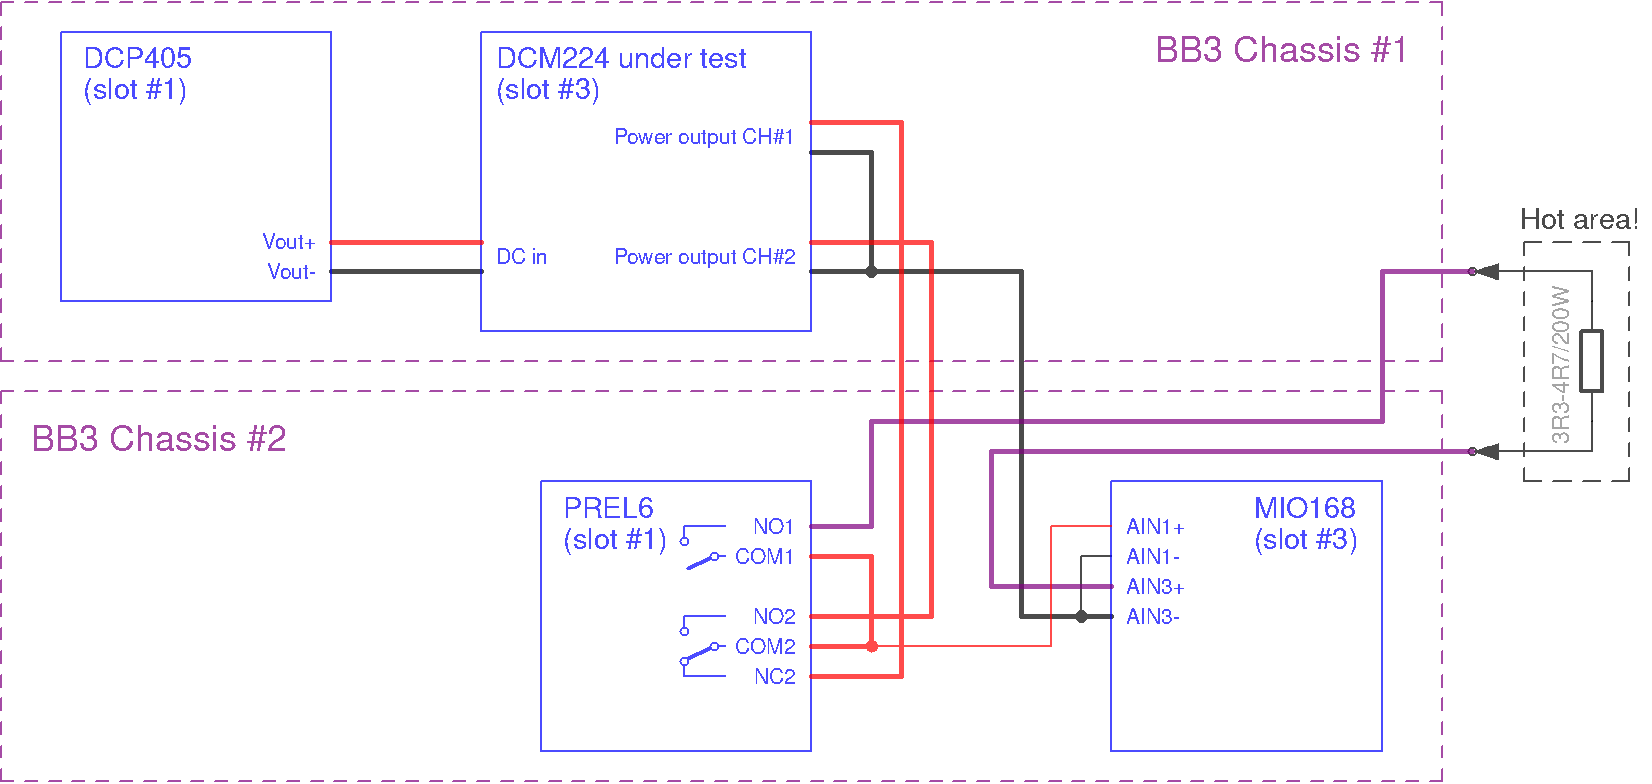 BB3 Chassis #1
DCP405
(slot #1)
Vout+
Vout-
DCM224 under test
(slot #3)
Power output CH#1
DC in
Power output CH#2
Hot area!
3R3-4R7/200W
BB3 Chassis #2
PREL6
(slot #1)
NO1
COM1
NO2
COM2
NC2
MIO168
(slot #3)
AIN1+
AIN1-
AIN3+
AIN3-